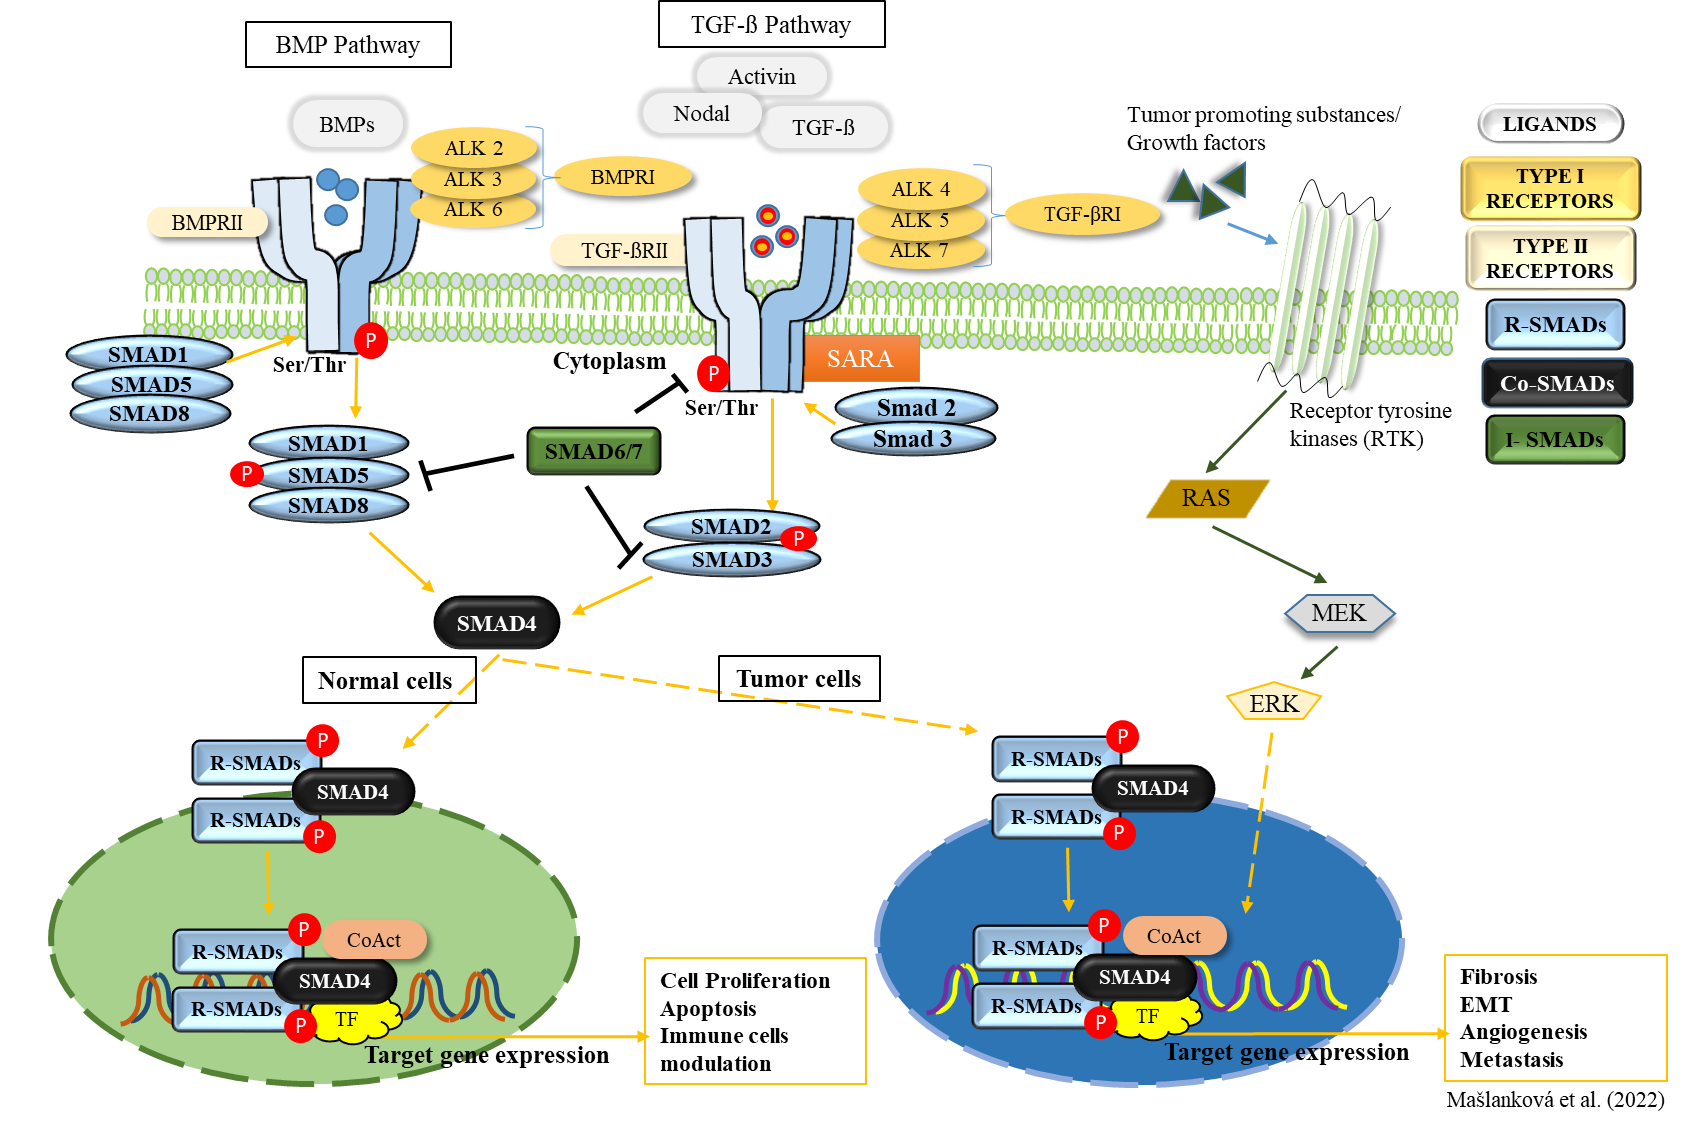 BMP Pathway
TGF-ß Pathway
BMPs
Activin
Nodal
TGF-ß
ALK 2
ALK 3
ALK 6
BMPRI
BMPRII
TGF-ßRII
ALK 4
ALK 5
ALK 7
TGF-βRI
Tumor promoting substances/
Growth factors
LIGANDS
TYPE I
RECEPTORS
TYPE II
RECEPTORS
R-SMADs
Co-SMADs
I- SMADs
SMAD1
SMAD5
SMAD8
Ser/Thr
P
Cytoplasm
P
Ser/Thr
SARA
Smad 2
Smad 3
Receptor tyrosine
kinases (RTK)
SMAD1
P
SMAD5
SMAD8
SMAD6/7
SMAD2
P
SMAD3
RAS
MEK
ERK
SMAD4
Normal cells
Tumor cells
P
R-SMADs
SMAD4
R-SMADs
P
P
R-SMADs
CoAct
SMAD4
R-SMADs
P
TF
Target gene expression
Cell Proliferation
Apoptosis
Immune cells
modulation
P
R-SMADs
SMAD4
R-SMADs
P
P
R-SMADs
CoAct
SMAD4
R-SMADs
P
TF
Target gene expression
Fibrosis
EMT
Angiogenesis
Metastasis
Mašlanková et al. (2022)